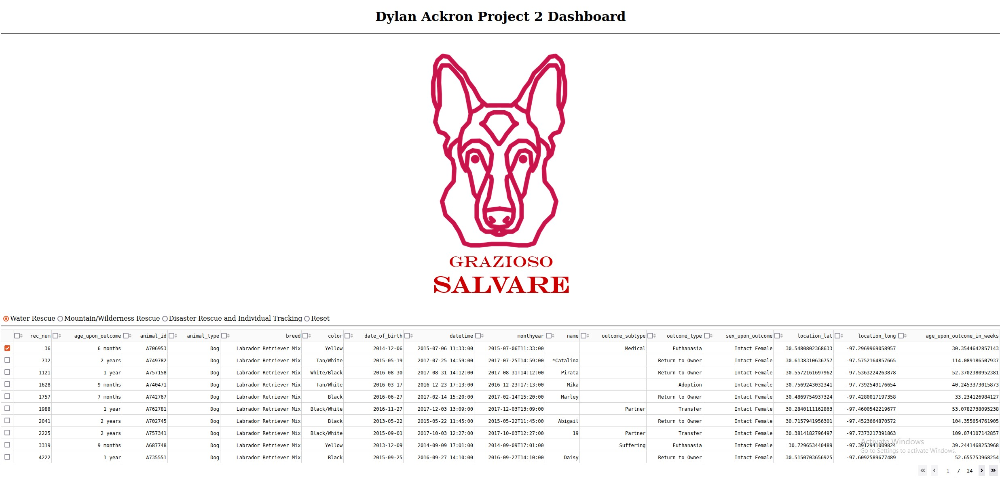 Dylan Ackron Project 2 Dashboard
GRAZIOSO
SALVARE
Water Rescue Mountain/Wilderness Rescue Disaster Rescue and Individual Tracking Reset
rec_num age_upon_outcome animal_id animal_type breed color date_of_birth datetime monthyear name outcome_subtype outcome_type sex_upon_outcome location_lat location_long age_upon_outcome_in_weeks
36 6 months A706953 Dog Labrador Retriever Mix Yellow 2014-12-06 2015-07-06 11:33:00 2015-07-06T11:33:00 Medical Euthanasia Intact Female 30.5480802368633 -97.2969969058957 30.3544642857143
732 2 years A749782 Dog Labrador Retriever Mix Tan/White 2015-05-19 2017-07-25 14:59:00 2017-07-25T14:59:00 *Catalina Return to Owner Intact Female 30.6138310636757 -97.5752164857665 114.089186507937
1121 1 year A757158 Dog Labrador Retriever Mix White/Black 2016-08-30 2017-08-31 14:12:00 2017-08-31T14:12:00 Pirata Return to Owner Intact Female 30.5572161697962 -97.5363224263878 52.3702380952381
1628 9 months A740471 Dog Labrador Retriever Mix Tan/White 2016-03-17 2016-12-23 17:13:00 2016-12-23T17:13:00 Mika Adoption Intact Female 30.7569243032341 -97.7392549176654 40.2453373015873
1757 7 months A742767 Dog Labrador Retriever Mix Black 2016-06-27 2017-02-14 15:20:00 2017-02-14T15:20:00 Marley Return to Owner Intact Female 30.4869754937324 -97.4280017197358 33.234126984127
1988 1 year A762781 Dog Labrador Retriever Mix Black/White 2016-11-27 2017-12-03 13:09:00 2017-12-03T13:09:00 Partner Transfer Intact Female 30.2840111162863 -97.4600542219677 53.0782738095238
2041 2 years A702745 Dog Labrador Retriever Mix Black 2013-05-22 2015-05-22 11:45:00 2015-05-22T11:45:00 Abigail Return to Owner Intact Female 30.7157941956301 -97.4523664870572 104.355654761905
2225 2 years A757341 Dog Labrador Retriever Mix Black/White 2015-09-01 2017-10-03 12:27:00 2017-10-03T12:27:00 19 Partner Transfer Intact Female 30.3814182796497 -97.7373217391863 109.074107142857
3319 9 months A687748 Dog Labrador Retriever Mix Yellow 2013-12-09 2014-09-09 17:01:00 2014-09-09T17:01:00 Suffering Euthanasia Intact Female 30.729653440489 -97.3912941009824 39.2441468253968
4222 1 year A735551 Dog Labrador Retriever Mix Black 2015-09-25 2016-09-27 14:10:00 2016-09-27T14:10:00 Daisy Return to Owner Intact Female 30.5150703656925 -97.6092589677489 52.655753968254
Activate Windows
Go to Settings to activate Windows.
1 / 24